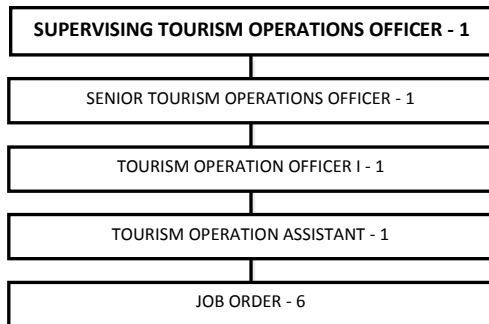 SUPERVISING TOURISM OPERATIONS OFFICER - 1
SENIOR TOURISM OPERATIONS OFFICER - 1
TOURISM OPERATION OFFICER I - 1
TOURISM OPERATION ASSISTANT - 1
JOB ORDER - 6